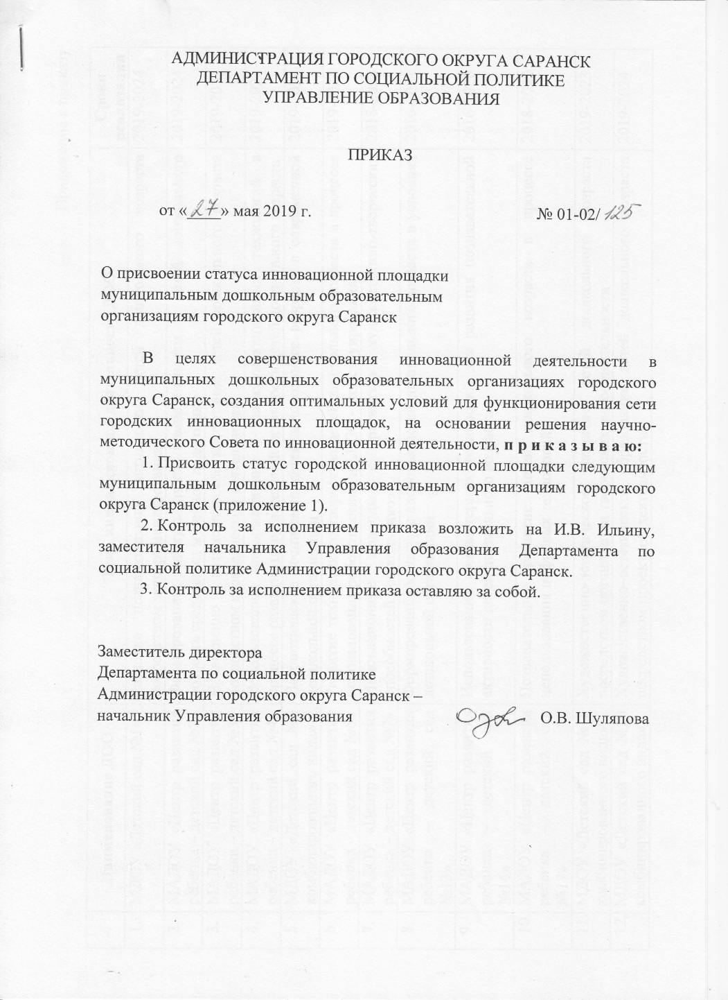 АДМИНИСТРАЦИЯ ГОРОДСКОГО ОКРУГА САРАНСК
ДЕПАРТАМЕНТ ПО СОЦИАЛЬНОЙ ПОЛИТИКЕ
УПРАВЛЕНИЕ ОБРАЗОВАНИЯ
ПРИКАЗ
от «27» мая 2019 г. № 01-02/125
О присвоении статуса инновационной площадки
муниципальным дошкольным образовательным
организациям городского округа Саранск
В целях совершенствования инновационной деятельности в
муниципальных дошкольных образовательных организациях городского
округа Саранск, создания оптимальных условий для функционирования сети
городских инновационных площадок, на основании решения научно-
методического Совета по инновационной деятельности, п р и к а з ы в а ю:
1. Присвоить статус городской инновационной площадки следующим
муниципальным дошкольным образовательным организациям городского
округа Саранск (приложение 1).
2. Контроль за исполнением приказа возложить на И.В. Ильину,
заместителя начальника Управления образования Департамента по
социальной политике Администрации городского округа Саранск.
3. Контроль за исполнением приказа оставляю за собой.
Заместитель директора
Департамента по социальной политике
Администрации городского округа Саранск –
начальник Управления образования О.В. Шуляпова